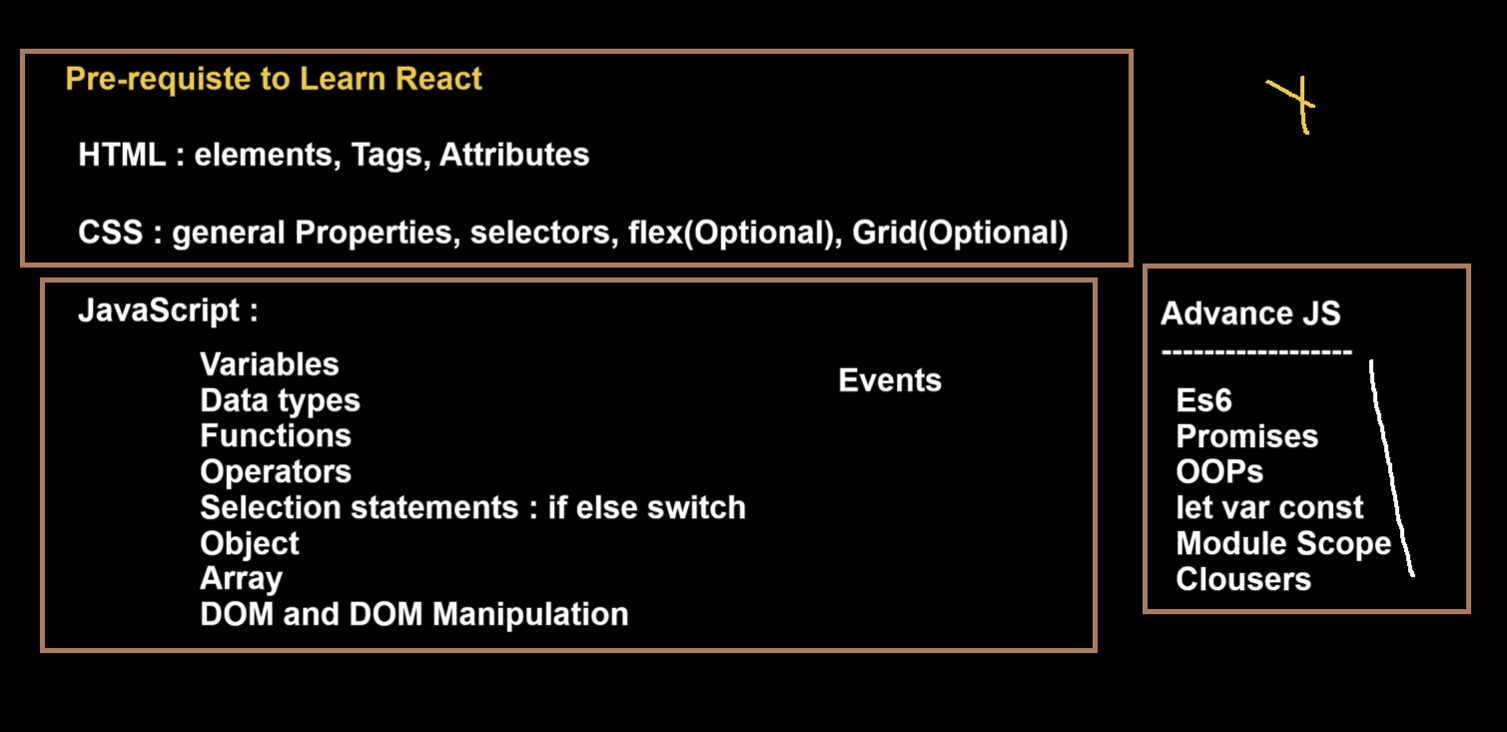 Pre-requiste to Learn React
HTML : elements, Tags, Attributes
CSS : general Properties, selectors, flex(Optional), Grid(Optional)
JavaScript :
Variables
Data types
Functions
Operators
Selection statements : if else switch
Object
Array
DOM and DOM Manipulation
Events
Advance JS
------------------
Es6
Promises
OOPs
let var const
Module Scope
Clousers